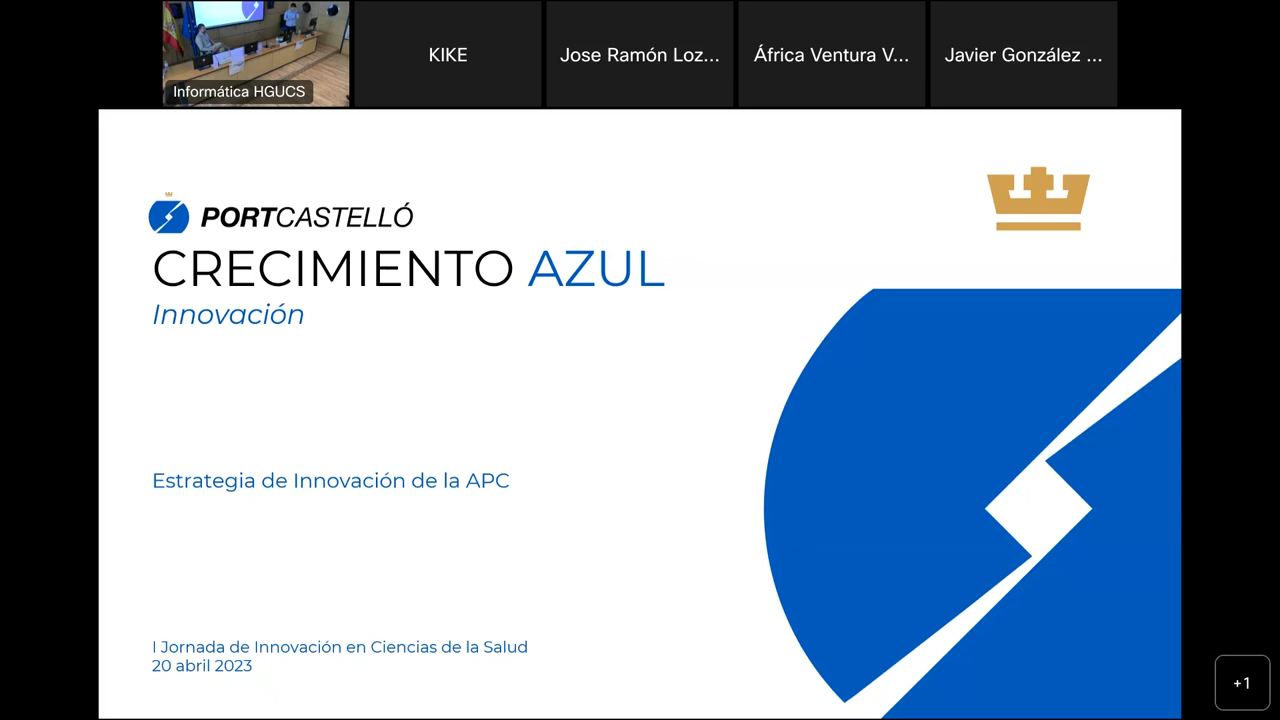 Informática HGUCS
KIKE
Jose Ramón Loz...
África Ventura V...
Javier González ...
PORTCASTELLÓ
CRECIMIENTO AZUL
Innovación
Estrategia de Innovación de la APC
I Jornada de Innovación en Ciencias de la Salud
20 abril 2023
+1